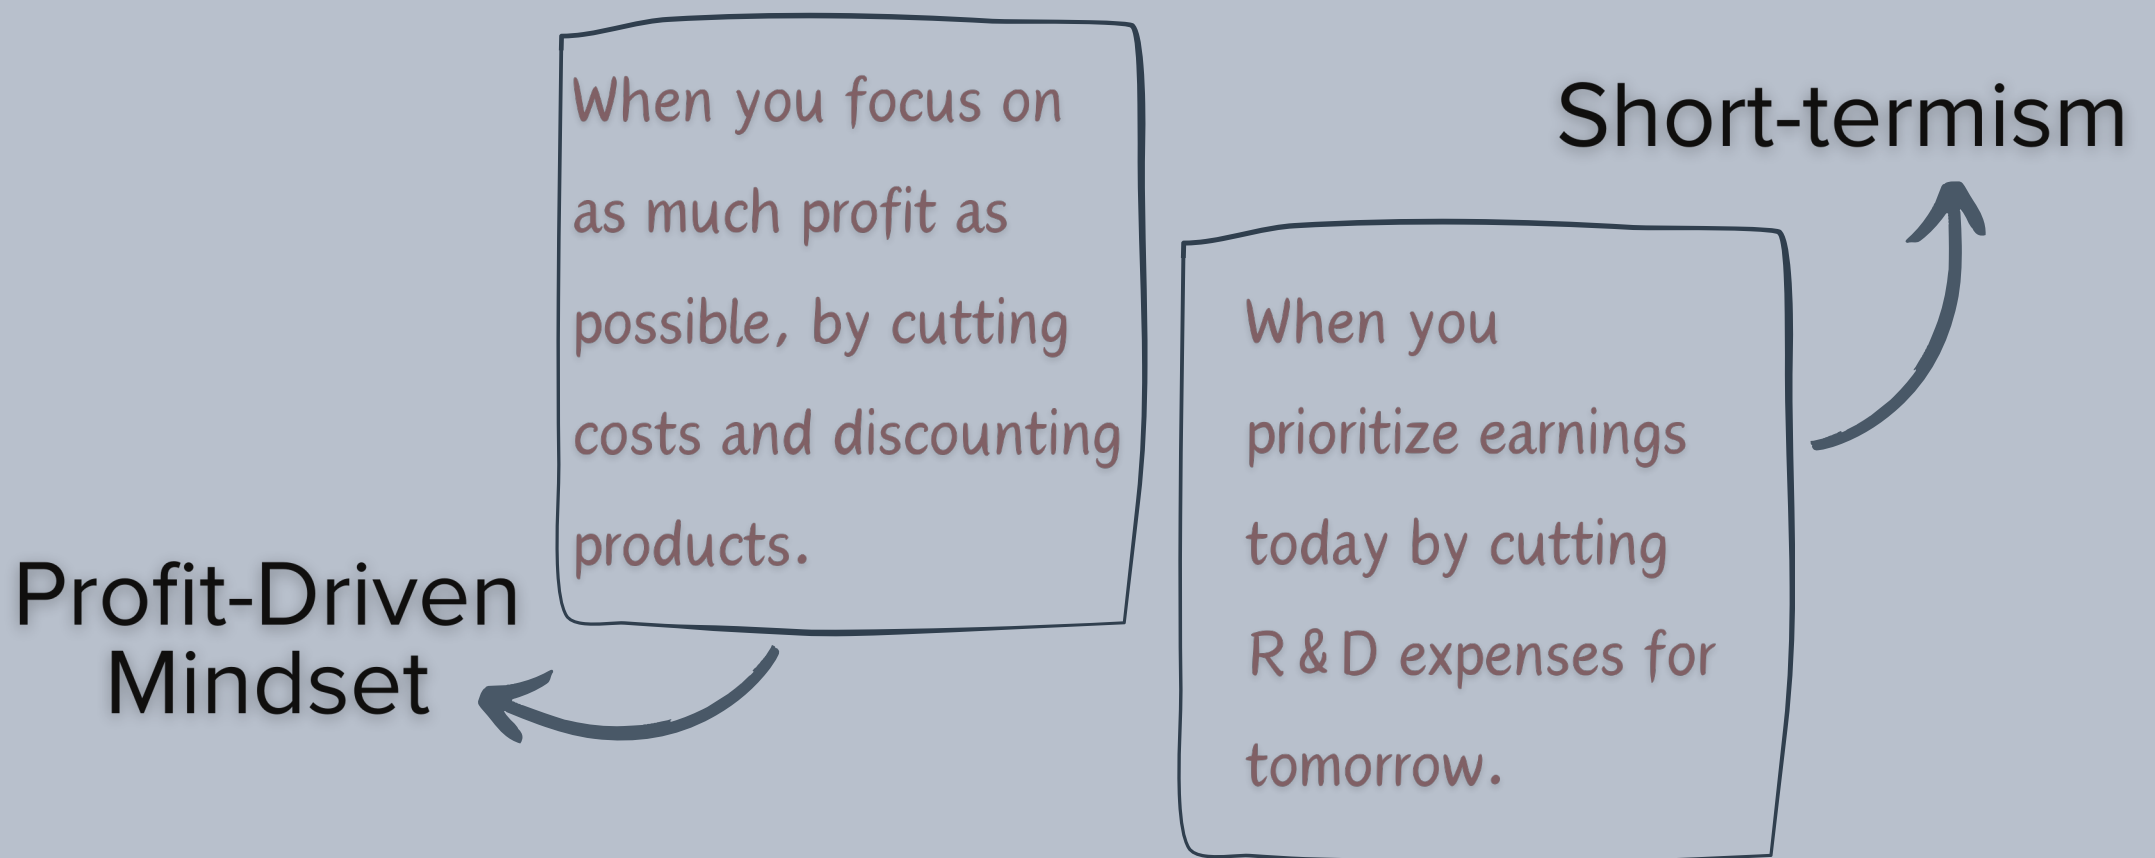 When you focus on
as much profit as
possible, by cutting
costs and discounting
products.
Profit-Driven
Mindset
Short-termism
When you
prioritize earnings
today by cutting
R&D expenses for
tomorrow.